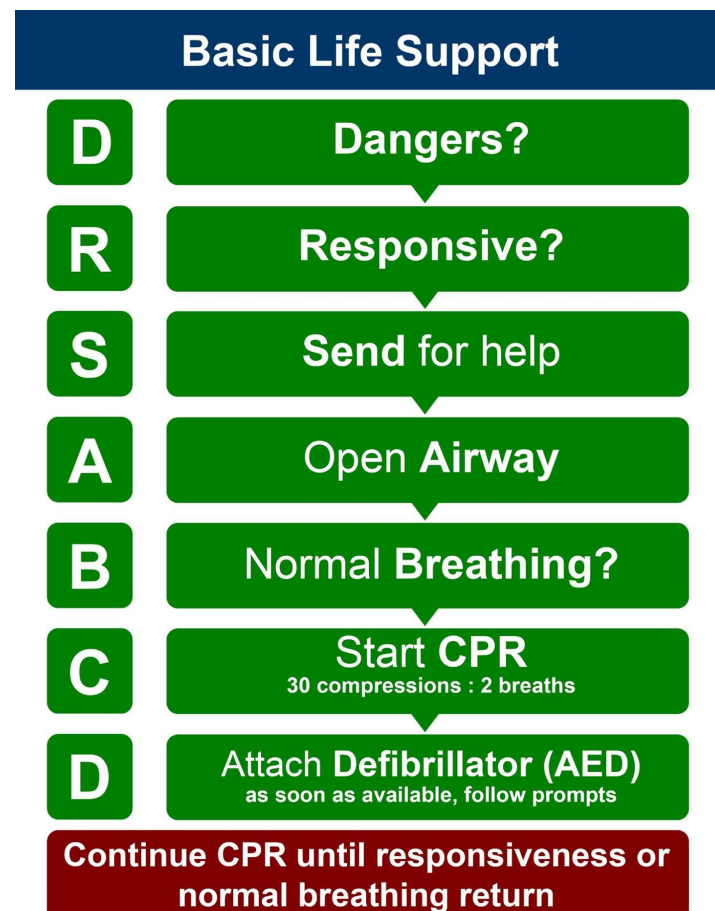 Basic Life Support
D Dangers?
R Responsive?
S Send for help
A Open Airway
B Normal Breathing?
C Start CPR
30 compressions : 2 breaths
D Attach Defibrillator (AED)
as soon as available, follow prompts
Continue CPR until responsiveness or
normal breathing return